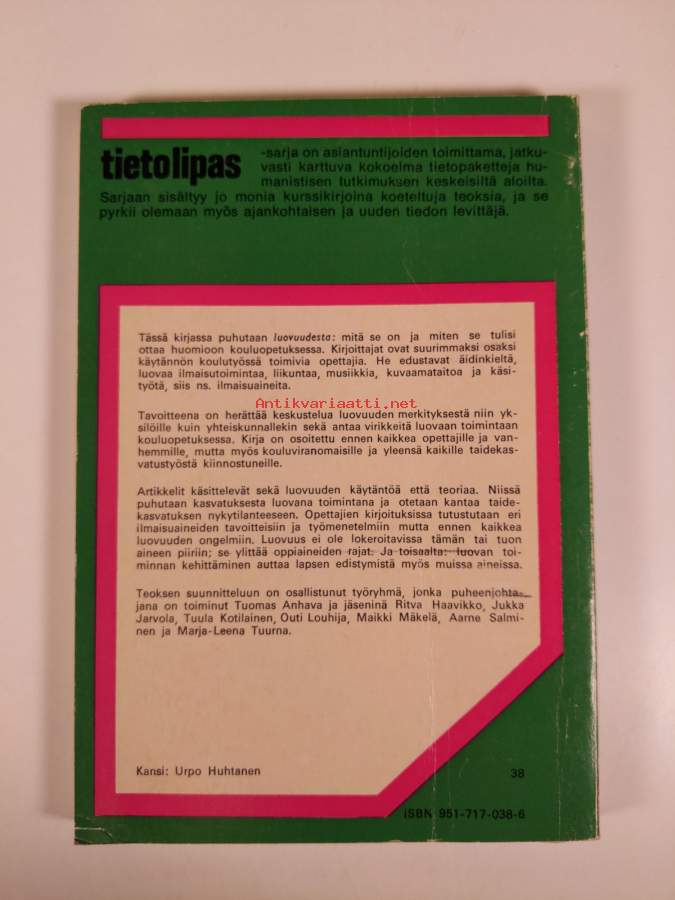 tietolipas -sarja on asiantuntijoiden toimittama, jatku-
vasti karttuva kokoelma tietopaketteja hu-
manistisen tutkimuksen keskeisiltä aloilta.
Sarjaan sisältyy jo monia kurssikirjoina koeteltuja teoksia, ja se
pyrkii olemaan myös ajankohtaisen ja uuden tiedon levittäjä.
Tässä kirjassa puhutaan luovuudesta: mitä se on ja miten se tulisi
ottaa huomioon kouluopetuksessa. Kirjoittajat ovat suurimmaksi osaksi
käytännön koulutyössä toimivia opettajia. He edustavat äidinkieltä,
luovaa ilmaisutoimintaa, liikuntaa, musiikkia, kuvaamataitoa ja käsi-
työtä, siis ns. ilmaisuaineita.
Antikvariaatti.net
Tavoitteena on herättää keskustelua luovuuden merkityksestä niin yk-
silöille kuin yhteiskunnallekin sekä antaa virikkeitä luovaan toimintaan
kouluopetuksessa. Kirja on osoitettu ennen kaikkea opettajille ja van-
hemmille, mutta myös kouluviranomaisille ja yleensä kaikille taidekas-
vatustyöstä kiinnostuneille.
Artikkelit käsittelevät sekä luovuuden käytäntöä että teoriaa. Niissä
puhutaan kasvatuksesta luovana toimintana ja otetaan kantaa taide-
kasvatuksen nykytilanteeseen. Opettajien kirjoituksissa tutustutaan eri
ilmaisuaineiden tavoitteisiin ja työmenetelmiin mutta ennen kaikkea
luovuuden ongelmiin. Luovuus ei ole lokeroitavissa tämän tai tuon
aineen piiriin; se ylittää oppiaineiden rajat. Ja toisaalta: luovan toi-
minnan kehittäminen auttaa lapsen edistymistä myös muissa aineissa.
Teoksen suunnitteluun on osallistunut työryhmä, jonka puheenjohta-
jana on toiminut Tuomas Anhava ja jäseninä Ritva Haavikko, Jukka
Jarvola, Tuula Kotilainen, Outi Louhija, Maikki Mäkelä, Aarne Salmi-
nen ja Marja-Leena Tuurna.
Kansi: Urpo Huhtanen
38
ISBN 951-717-038-6